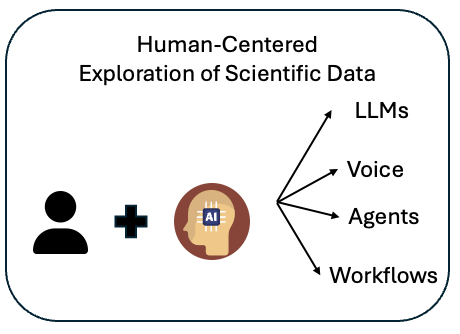 Human-Centered
Exploration of Scientific Data
LLMs
Voice
AI
Agents
Workflows